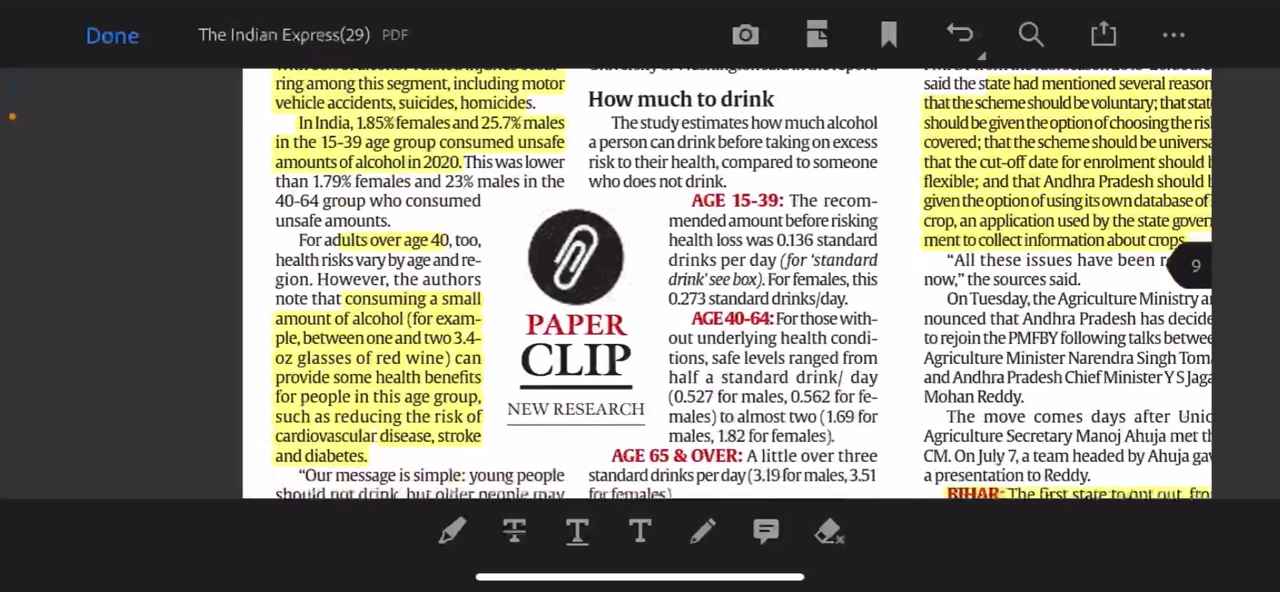 Done
The Indian Express(29) PDF
ring among this segment, including motor
vehicle accidents, suicides, homicides.
In India, 1.85% females and 25.7% males
in the 15-39 age group consumed unsafe
amounts of alcohol in 2020. This was lower
than 1.79% females and 23% males in the
40-64 group who consumed
unsafe amounts.
For adults over age 40, too,
health risks vary by age and re-
gion. However, the authors
note that consuming a small
amount of alcohol (for exam-
ple, between one and two 3.4-
oz glasses of red wine) can
provide some health benefits
for people in this age group,
such as reducing the risk of
cardiovascular disease, stroke
and diabetes.
"Our message is simple: young people
should not drink, but older people may
PAPER
CLIP
NEW RESEARCH
How much to drink
The study estimates how much alcohol
a person can drink before taking on excess
risk to their health, compared to someone
who does not drink.
AGE 15-39: The recom-
mended amount before risking
health loss was 0.136 standard
drinks per day (for 'standard
drink' see box). For females, this
0.273 standard drinks/day.
AGE 40-64: For those with-
out underlying health condi-
tions, safe levels ranged from
half a standard drink/ day
(0.527 for males, 0.562 for fe-
males) to almost two (1.69 for
males, 1.82 for females).
AGE 65 & OVER: A little over three
standard drinks per day (3.19 for males, 3.51
for females)
said the state had mentioned several reason
that the scheme should be voluntary; that stat
should be given the option of choosing the ris
covered; that the scheme should be universa
that the cut-off date for enrolment should b
flexible; and that Andhra Pradesh should b
given the option of using its own database of
crop, an application used by the state gover
ment to collect information about crops
"All these issues have been r
now," the sources said.
On Tuesday, the Agriculture Ministry a
nounced that Andhra Pradesh has decide
to rejoin the PMFBY following talks betwe
Agriculture Minister Narendra Singh Tom
and Andhra Pradesh Chief Minister Y S Jaga
Mohan Reddy.
The move comes days after Unio
Agriculture Secretary Manoj Ahuja met th
CM. On July 7, a team headed by Ahuja gav
a presentation to Reddy.
BIHAR: The first state to opt out, fro
9